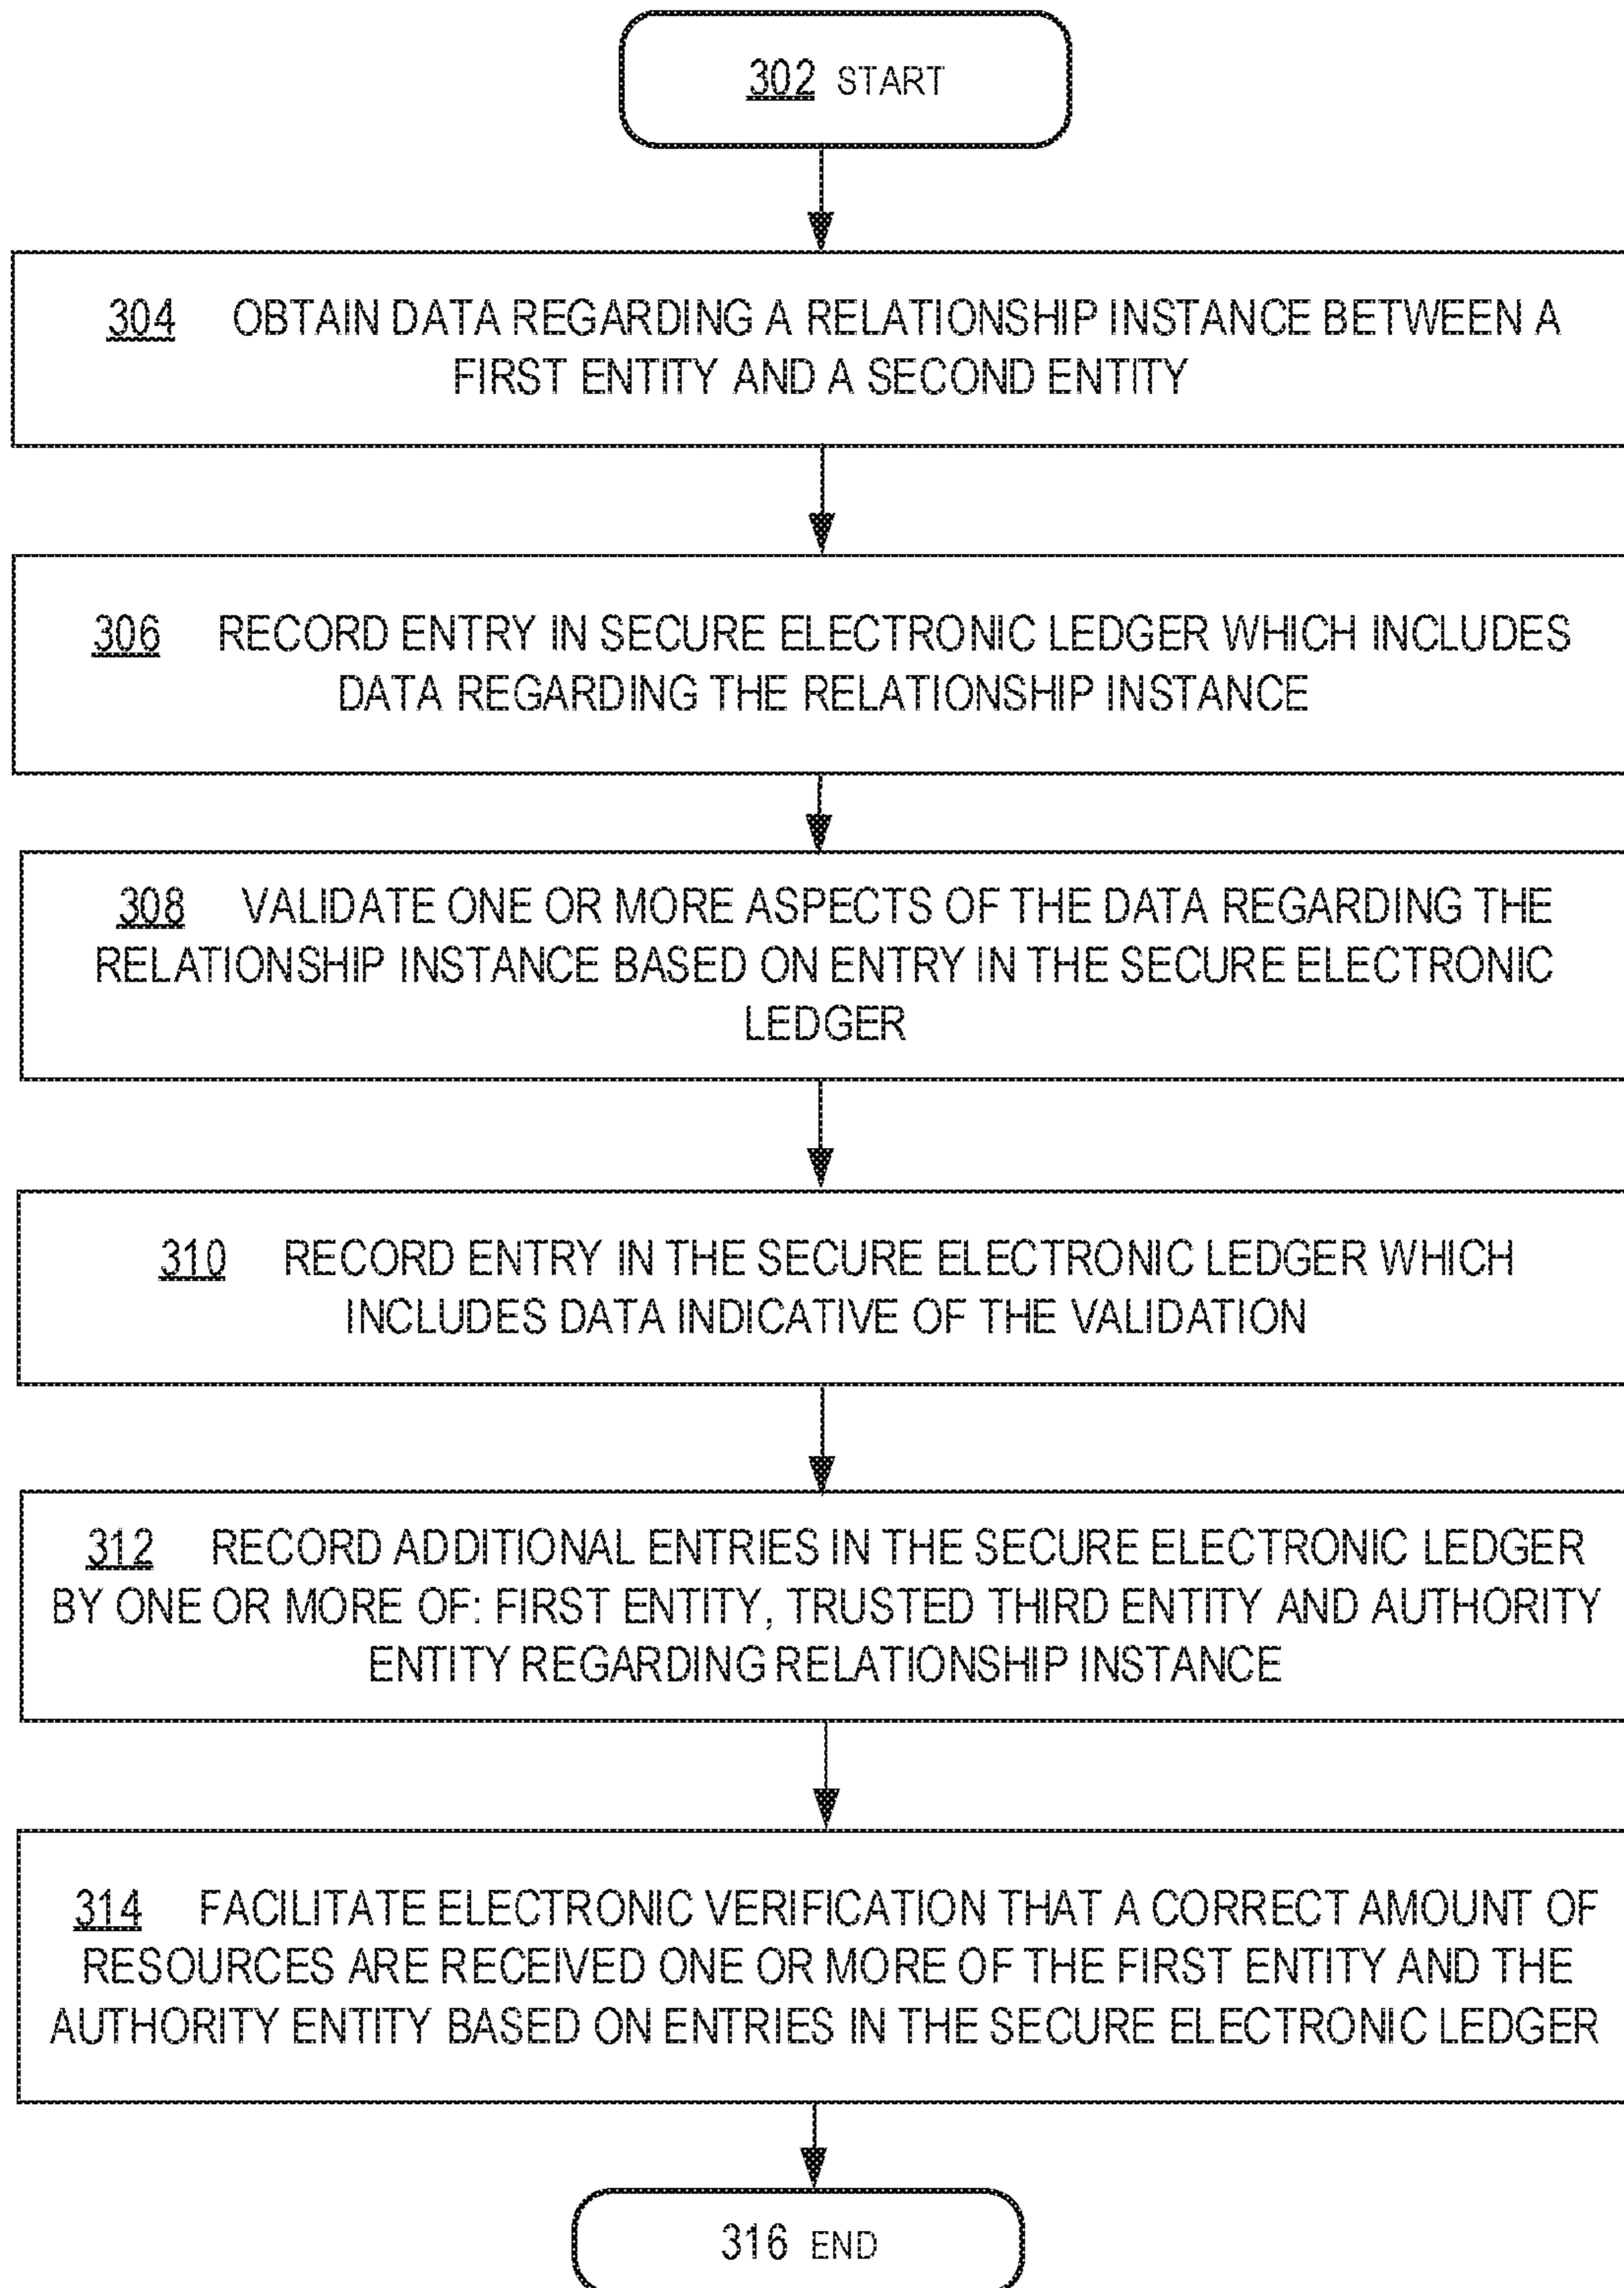 302 START
304 OBTAIN DATA REGARDING A RELATIONSHIP INSTANCE BETWEEN A
FIRST ENTITY AND A SECOND ENTITY
306 RECORD ENTRY IN SECURE ELECTRONIC LEDGER WHICH INCLUDES
DATA REGARDING THE RELATIONSHIP INSTANCE
308 VALIDATE ONE OR MORE ASPECTS OF THE DATA REGARDING THE
RELATIONSHIP INSTANCE BASED ON ENTRY IN THE SECURE ELECTRONIC
LEDGER
310 RECORD ENTRY IN THE SECURE ELECTRONIC LEDGER WHICH
INCLUDES DATA INDICATIVE OF THE VALIDATION
312 RECORD ADDITIONAL ENTRIES IN THE SECURE ELECTRONIC LEDGER
BY ONE OR MORE OF: FIRST ENTITY, TRUSTED THIRD ENTITY AND AUTHORITY
ENTITY REGARDING RELATIONSHIP INSTANCE
314 FACILITATE ELECTRONIC VERIFICATION THAT A CORRECT AMOUNT OF
RESOURCES ARE RECEIVED ONE OR MORE OF THE FIRST ENTITY AND THE
AUTHORITY ENTITY BASED ON ENTRIES IN THE SECURE ELECTRONIC LEDGER
316 END